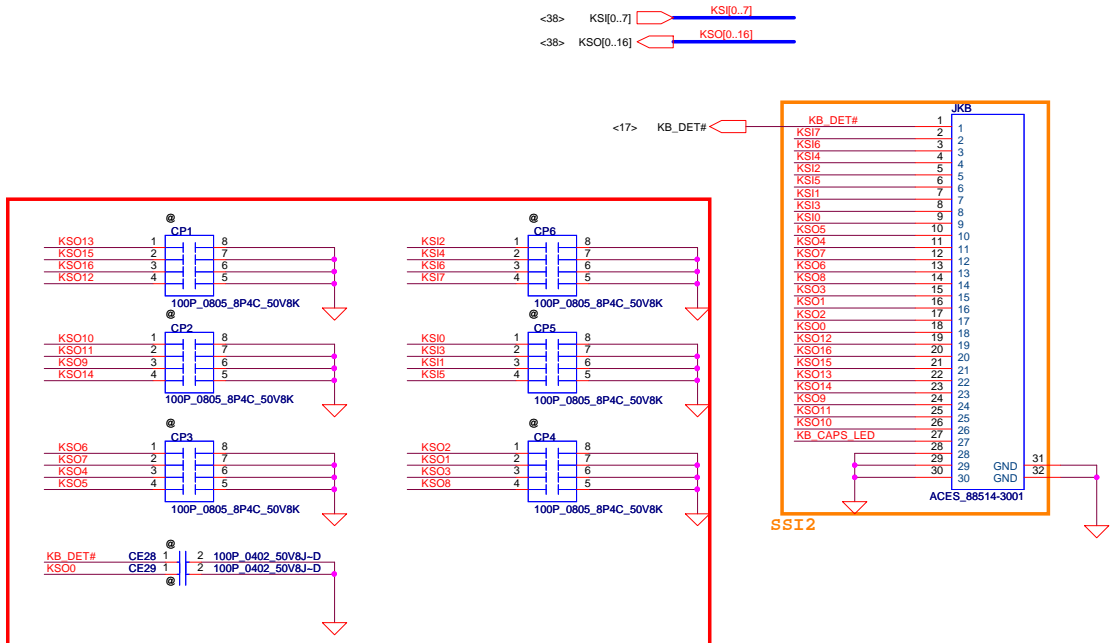 <38> KSI[0..7] KSI[0..7]
<38> KSO[0..16] KSO[0..16]
<17> KB_DET#
JKB
KB_DET# 1 1
KSI7 2 2
KSI6 3 3
KSI4 4 4
KSI2 5 5
KSI5 6 6
KSI1 7 7
KSI3 8 8
KSI0 9 9
KSO5 10 10
KSO4 11 11
KSO7 12 12
KSO6 13 13
KSO8 14 14
KSO3 15 15
KSO1 16 16
KSO2 17 17
KSO0 18 18
KSO12 19 19
KSO16 20 20
KSO15 21 21
KSO13 22 22
KSO14 23 23
KSO9 24 24
KSO11 25 25
KSO10 26 26
KB_CAPS_LED 27 27
28 28
29 29 GND 31
30 30 GND 32
ACES_88514-3001
SSI2
@
CP1
KSO13 1 8
KSO15 2 7
KSO16 3 6
KSO12 4 5
100P_0805_8P4C_50V8K
@
CP6
KSI2 1 8
KSI4 2 7
KSI6 3 6
KSI7 4 5
100P_0805_8P4C_50V8K
@
CP2
KSO10 1 8
KSO11 2 7
KSO9 3 6
KSO14 4 5
100P_0805_8P4C_50V8K
@
CP5
KSI0 1 8
KSI3 2 7
KSI1 3 6
KSI5 4 5
100P_0805_8P4C_50V8K
@
CP3
KSO6 1 8
KSO7 2 7
KSO4 3 6
KSO5 4 5
100P_0805_8P4C_50V8K
@
CP4
KSO2 1 8
KSO1 2 7
KSO3 3 6
KSO8 4 5
100P_0805_8P4C_50V8K
@
KB_DET# CE28 1 2 100P_0402_50V8J~D
KSO0 CE29 1 2 100P_0402_50V8J~D
@